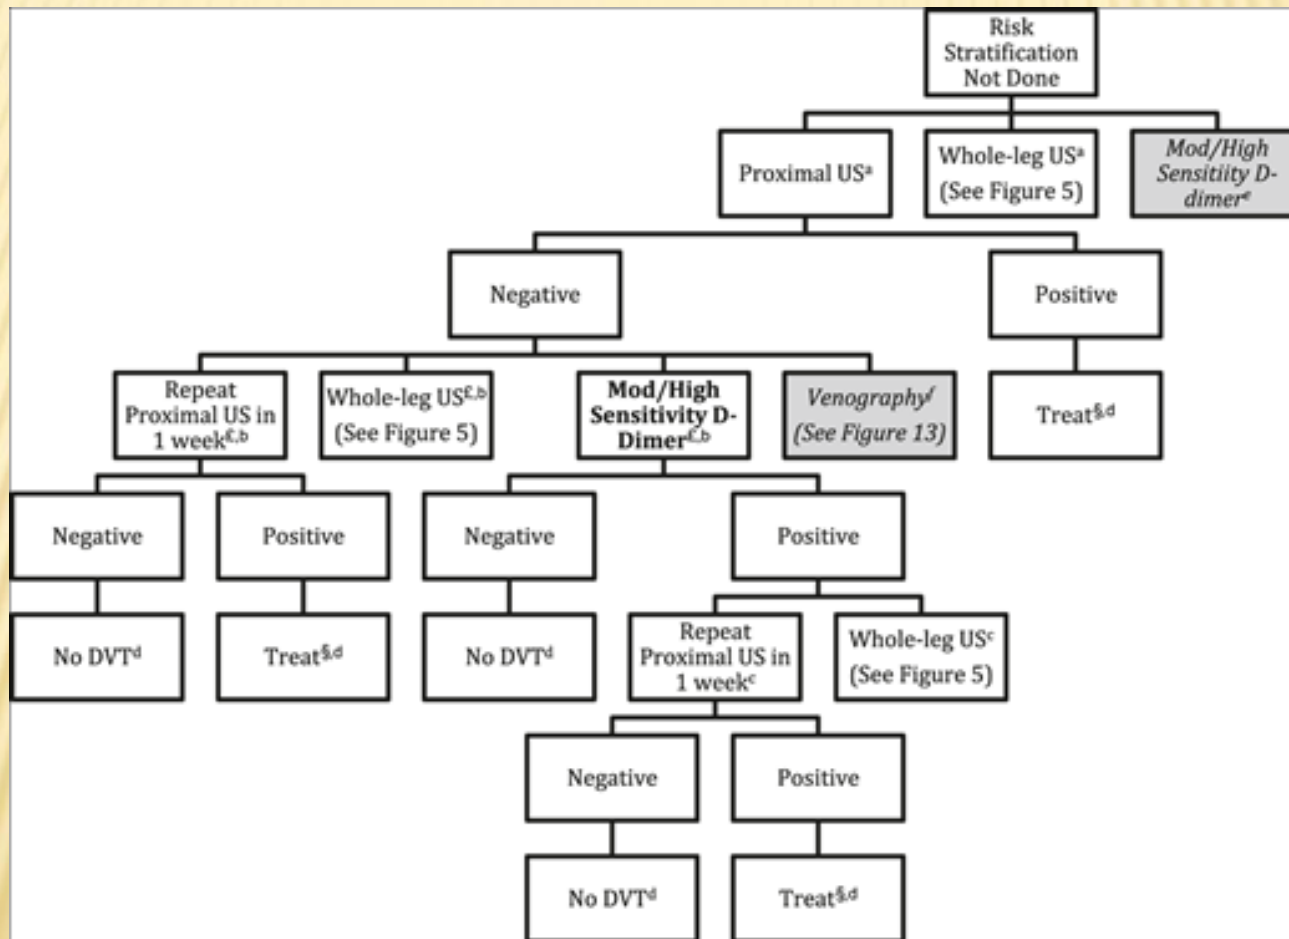 Risk
Stratification
Not Done
Proximal USᵃ
Whole-leg USᵃ
(See Figure 5)
Mod/High
Sensitiity D-
dimerᵉ
Negative
Positive
Repeat
Proximal US in
1 week£,ᵇ
Whole-leg US£,ᵇ
(See Figure 5)
Mod/High
Sensitivity D-
Dimer£,ᵇ
Venographyᶠ
(See Figure 13)
Treat§,ᵈ
Negative
Positive
Negative
Positive
No DVTᵈ
Treat§,ᵈ
No DVTᵈ
Repeat
Proximal US in
1 weekᶜ
Whole-leg USᶜ
(See Figure 5)
Negative
Positive
No DVTᵈ
Treat§,ᵈ